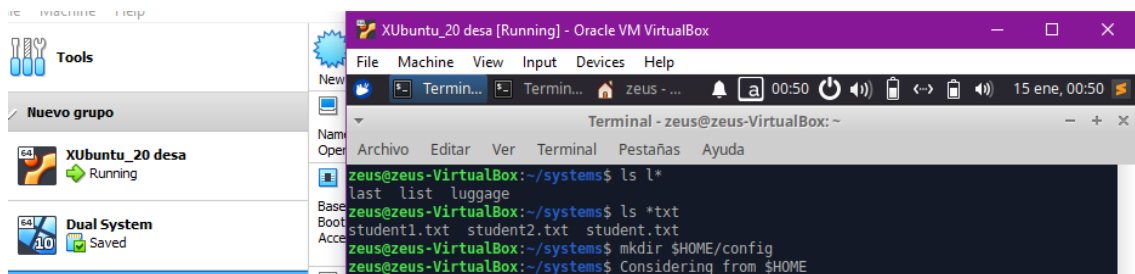 Machine
Tools
Nuevo grupo
64
XUbuntu_20 desa
Running
64
10
Dual System
Saved
New
XUbuntu_20 desa [Running] - Oracle VM VirtualBox
File Machine View Input Devices Help
Termin... Termin... zeus - ... a 00:50 15 ene, 00:50
Terminal - zeus@zeus-VirtualBox: ~
Archivo Editar Ver Terminal Pestañas Ayuda
zeus@zeus-VirtualBox:~/systems$ ls l*
last list luggage
zeus@zeus-VirtualBox:~/systems$ ls *txt
student1.txt student2.txt student.txt
zeus@zeus-VirtualBox:~/systems$ mkdir $HOME/config
zeus@zeus-VirtualBox:~/systems$ Considering from $HOME
Name
Oper
Base
Boot
Acce